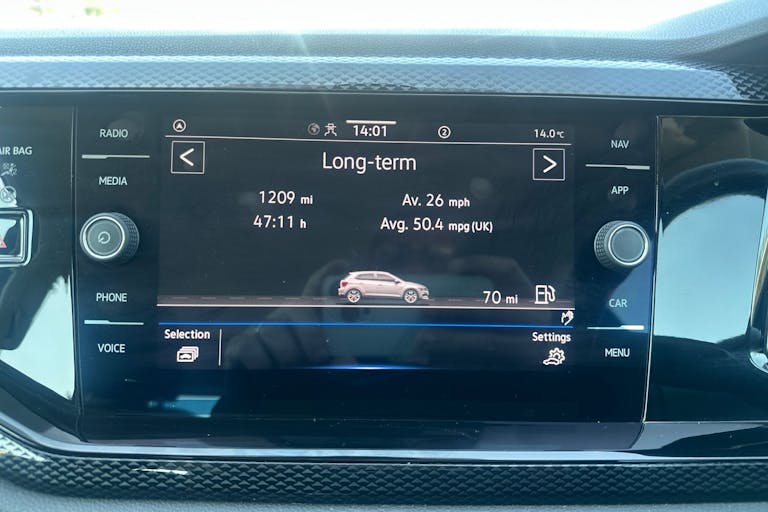 AIR BAG
RADIO
MEDIA
PHONE
VOICE
14:01
2
14.0°C
Long-term
1209 mi
Av. 26 mph
47:11 h
Avg. 50.4 mpg (UK)
70 mi
Selection
Settings
NAV
APP
CAR
MENU